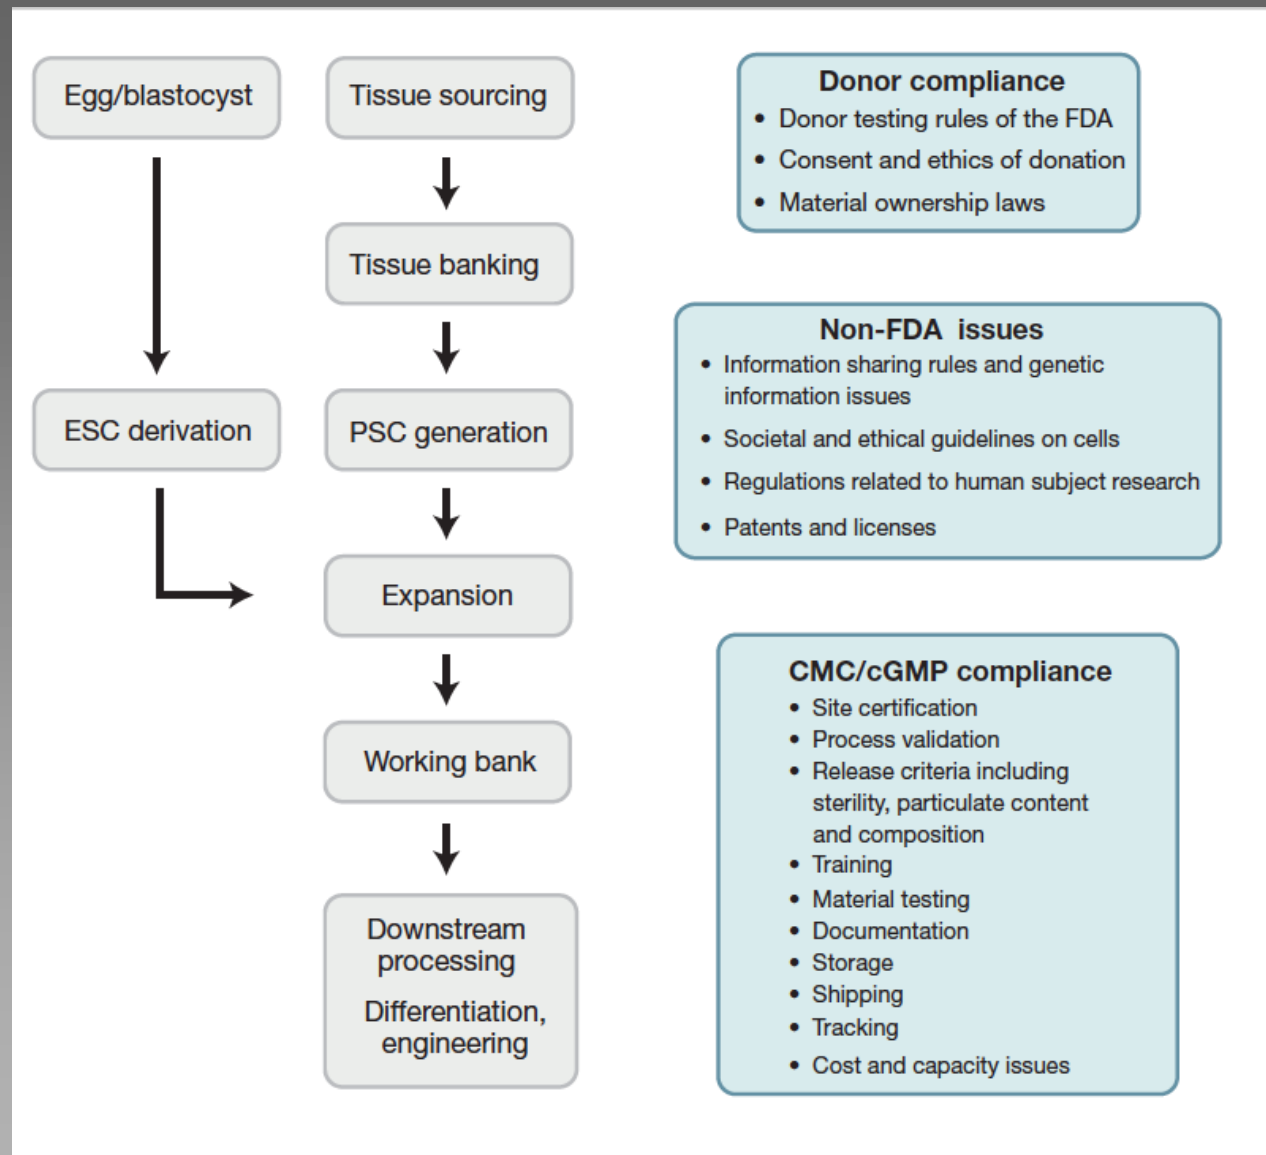 Egg/blastocyst
Tissue sourcing
Tissue banking
ESC derivation
PSC generation
Expansion
Working bank
Downstream
processing
Differentiation,
engineering
Donor compliance
• Donor testing rules of the FDA
• Consent and ethics of donation
• Material ownership laws
Non-FDA issues
• Information sharing rules and genetic
information issues
• Societal and ethical guidelines on cells
• Regulations related to human subject research
• Patents and licenses
CMC/cGMP compliance
• Site certification
• Process validation
• Release criteria including
sterility, particulate content
and composition
• Training
• Material testing
• Documentation
• Storage
• Shipping
• Tracking
• Cost and capacity issues